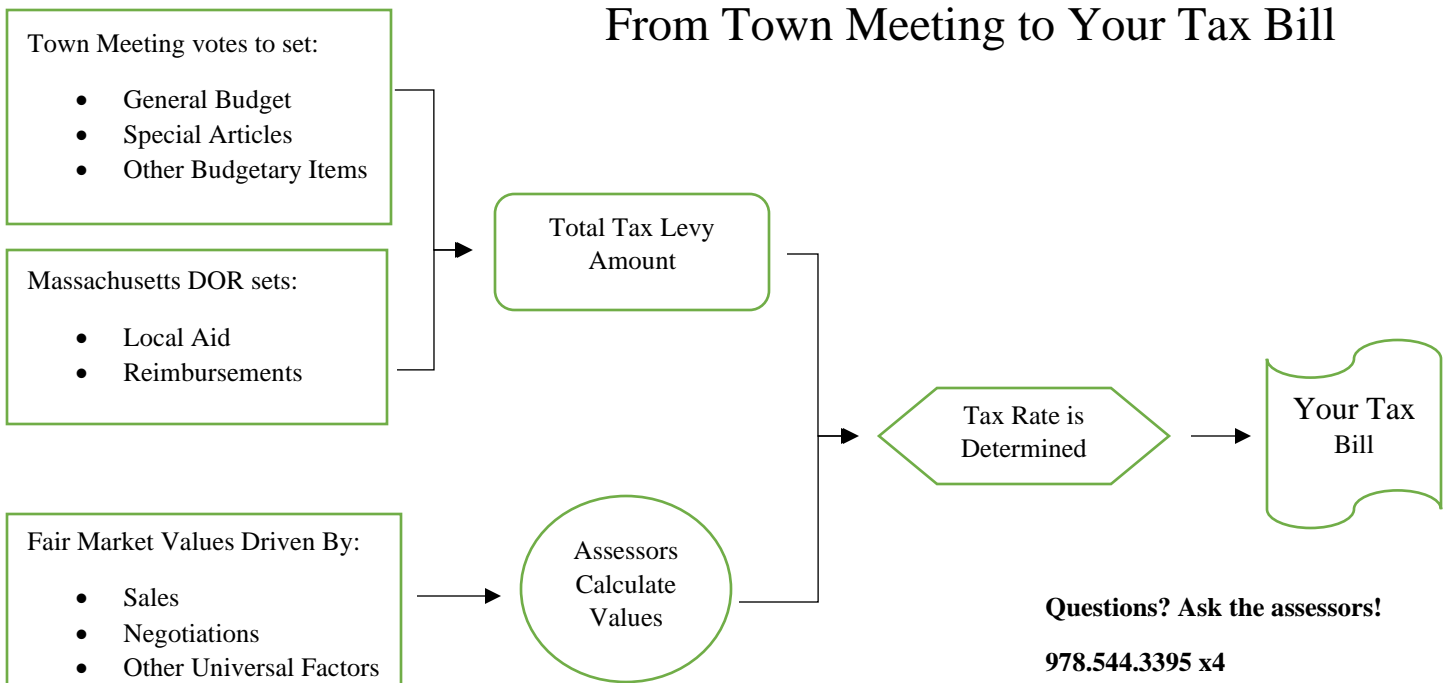 From Town Meeting to Your Tax Bill
Town Meeting votes to set:
• General Budget
• Special Articles
• Other Budgetary Items
Massachusetts DOR sets:
• Local Aid
• Reimbursements
Total Tax Levy
Amount
Fair Market Values Driven By:
• Sales
• Negotiations
• Other Universal Factors
Assessors
Calculate
Values
Tax Rate is
Determined
Your Tax
Bill
Questions? Ask the assessors!
978.544.3395 x4